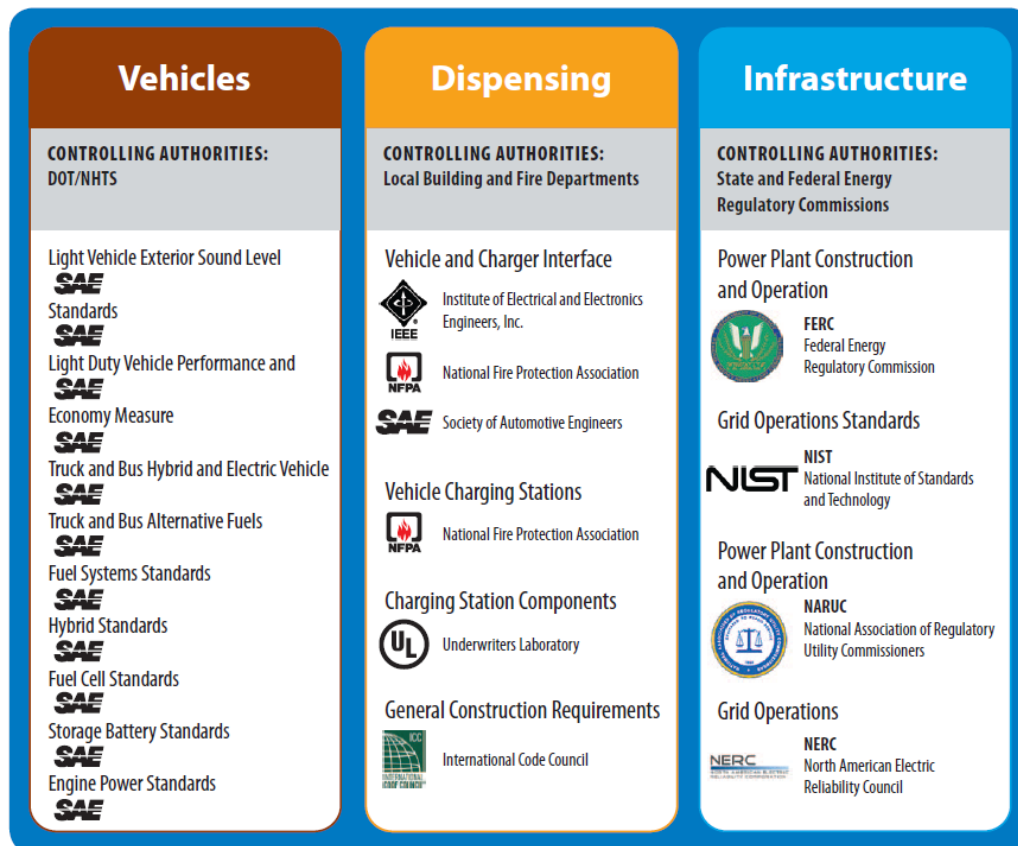 Vehicles
CONTROLLING AUTHORITIES:
DOT/NHTS
Light Vehicle Exterior Sound Level
SAE
Standards
SAE
Light Duty Vehicle Performance and
SAE
Economy Measure
SAE
Truck and Bus Hybrid and Electric Vehicle
SAE
Truck and Bus Alternative Fuels
SAE
Fuel Systems Standards
SAE
Hybrid Standards
SAE
Fuel Cell Standards
SAE
Storage Battery Standards
SAE
Engine Power Standards
SAE
Dispensing
CONTROLLING AUTHORITIES:
Local Building and Fire Departments
Vehicle and Charger Interface
IEEE
Institute of Electrical and Electronics
Engineers, Inc.
NFPA
National Fire Protection Association
SAE
Society of Automotive Engineers
Vehicle Charging Stations
NFPA
National Fire Protection Association
Charging Station Components
UL
Underwriters Laboratory
General Construction Requirements
ICC
INTERNATIONAL
CODE COUNCIL
International Code Council
Infrastructure
CONTROLLING AUTHORITIES:
State and Federal Energy
Regulatory Commissions
Power Plant Construction
and Operation
FERC
Federal Energy
Regulatory Commission
Grid Operations Standards
NIST
NIST
National Institute of Standards
and Technology
Power Plant Construction
and Operation
NARUC
National Association of Regulatory
Utility Commissioners
Grid Operations
NERC
NORTH AMERICAN ELECTRIC
RELIABILITY CORPORATION
NERC
North American Electric
Reliability Council